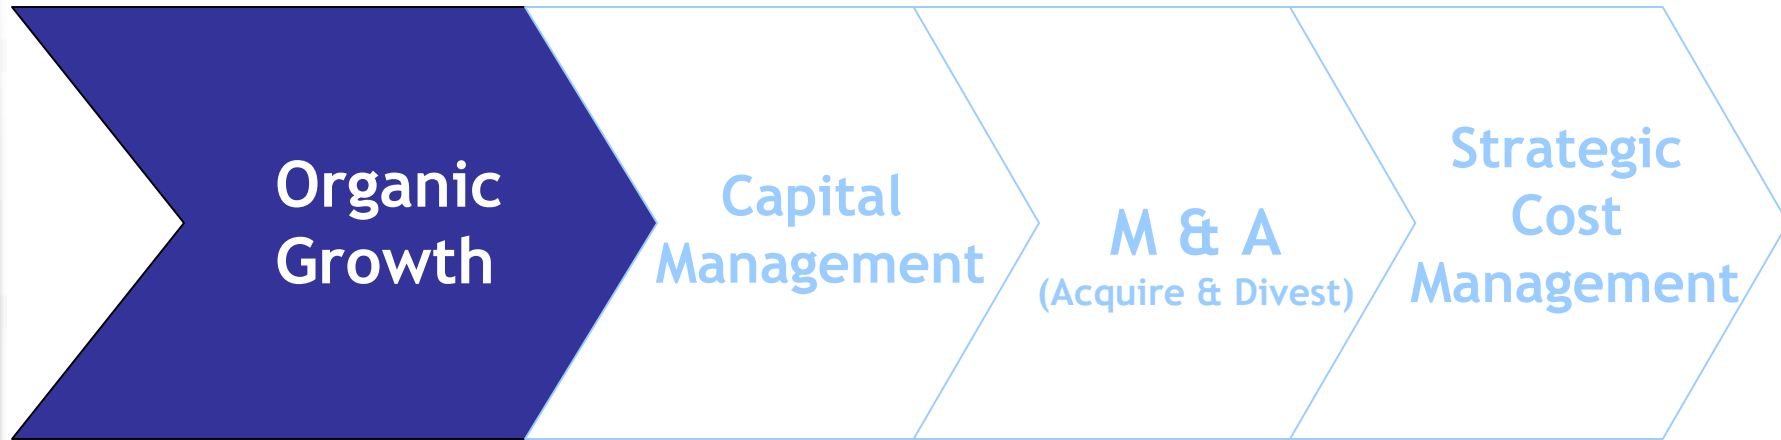 Organic
Growth
Capital
Management
M & A
(Acquire & Divest)
Strategic
Cost
Management